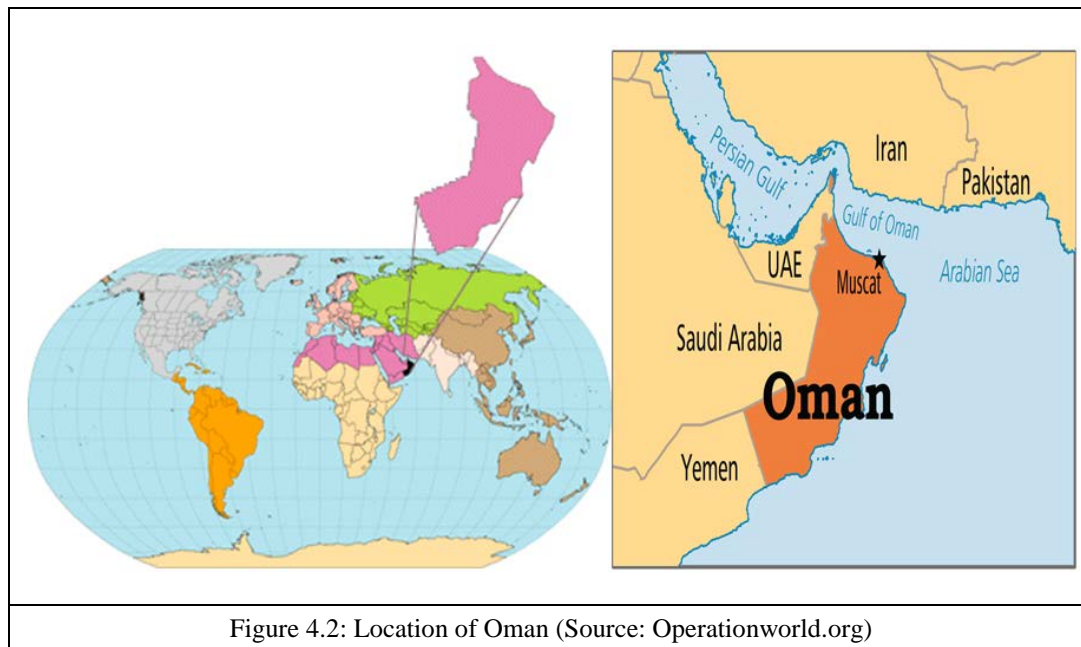 Persian Gulf
Iran
Pakistan
Gulf of Oman
UAE
Muscat
Arabian Sea
Saudi Arabia
Oman
Yemen
Figure 4.2: Location of Oman (Source: Operationworld.org)